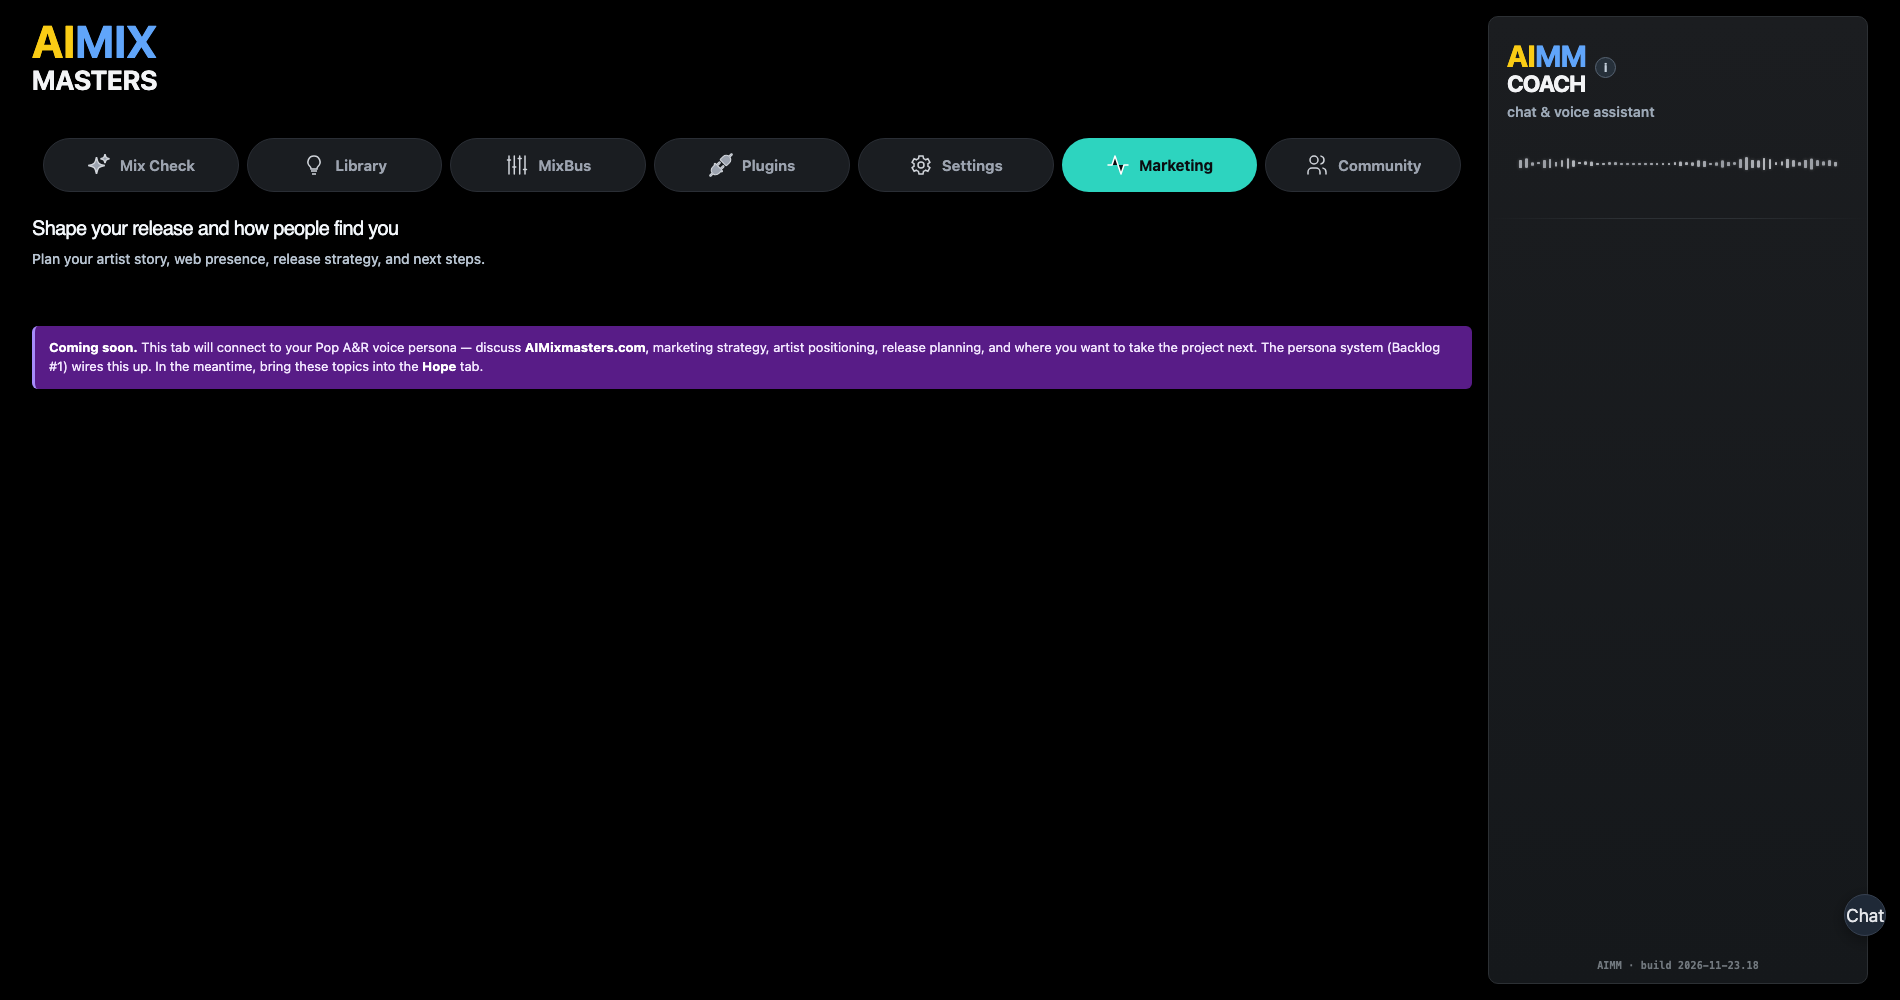 AIMIX
MASTERS
Mix Check
Library
MixBus
Plugins
Settings
Marketing
Community
Shape your release and how people find you
Plan your artist story, web presence, release strategy, and next steps.
Coming soon. This tab will connect to your Pop A&R voice persona — discuss AIMixmasters.com, marketing strategy, artist positioning, release planning, and where you want to take the project next. The persona system (Backlog
#1) wires this up. In the meantime, bring these topics into the Hope tab.
AIMM
COACH
i
chat & voice assistant
Chat
AIMM · build 2026-11-23.18